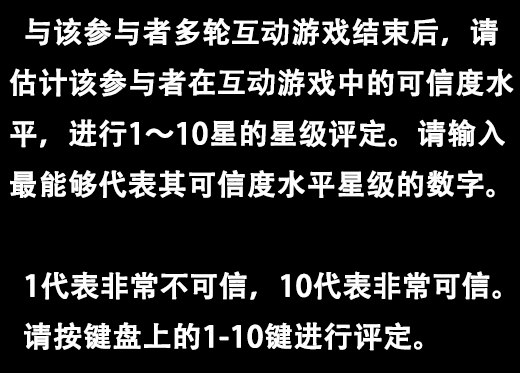 与该参与者多轮互动游戏结束后，请
估计该参与者在互动游戏中的可信度水
平，进行1～10星的星级评定。请输入
最能够代表其可信度水平星级的数字。
1代表非常不可信，10代表非常可信。
请按键盘上的1-10键进行评定。